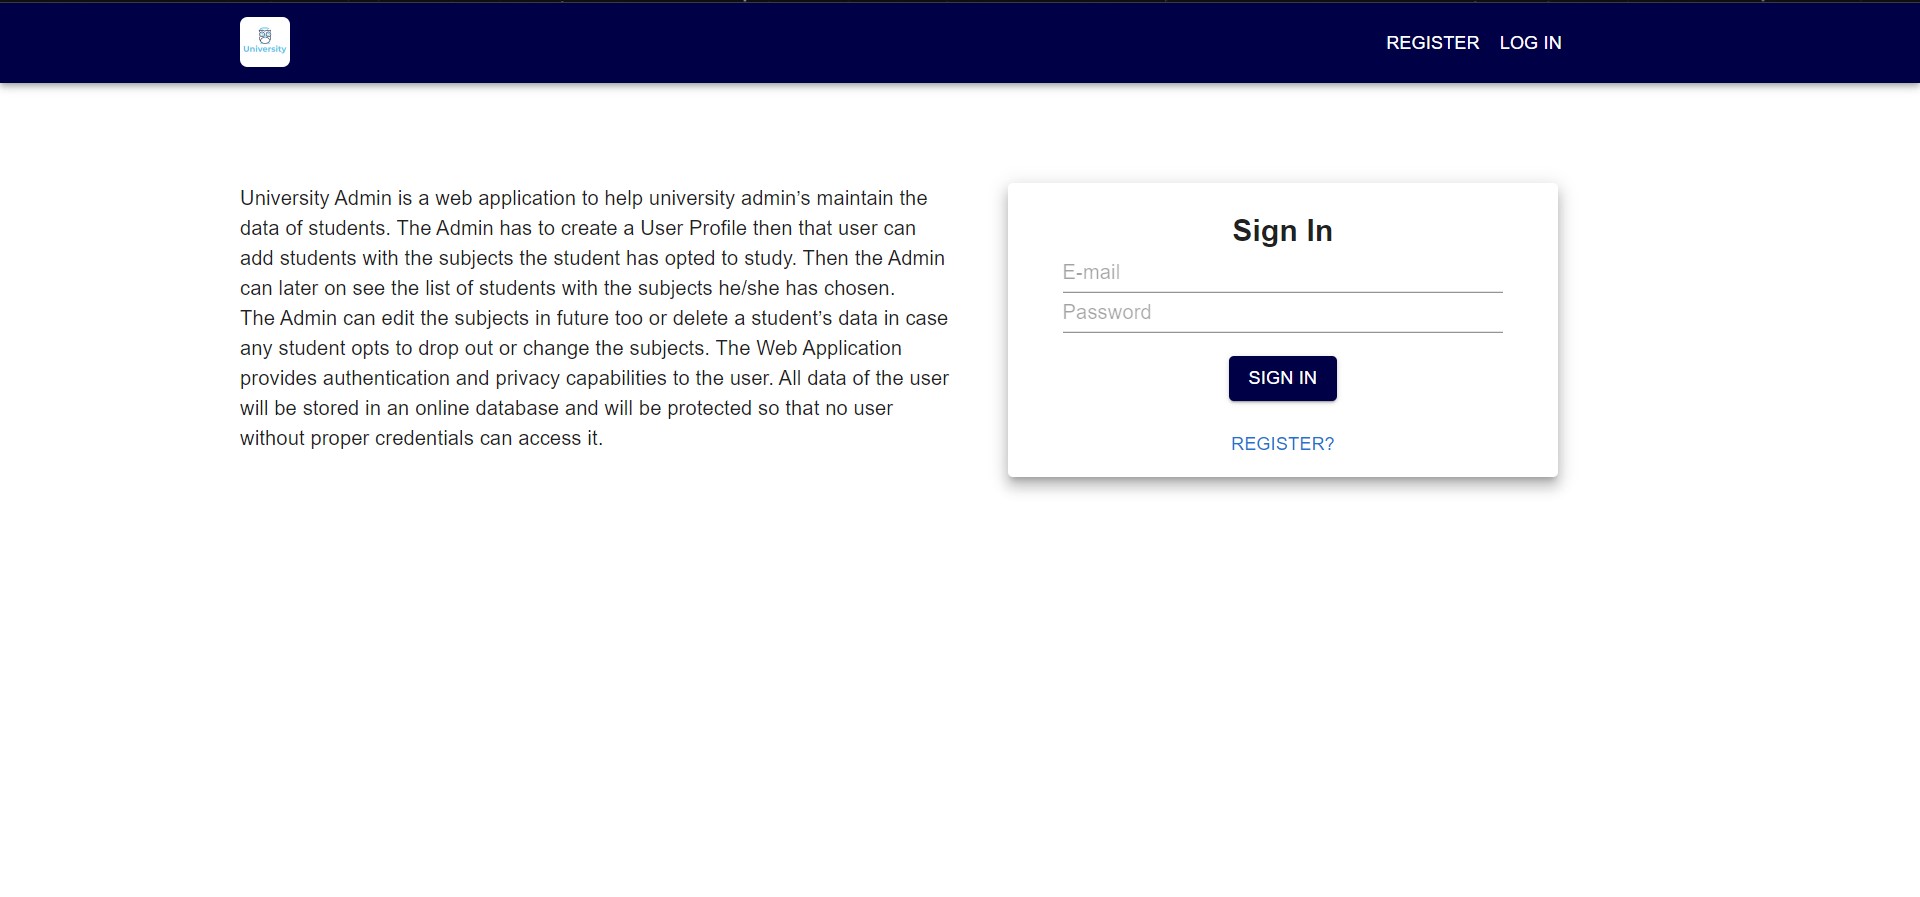 University
REGISTER LOG IN
University Admin is a web application to help university admin’s maintain the
data of students. The Admin has to create a User Profile then that user can
add students with the subjects the student has opted to study. Then the Admin
can later on see the list of students with the subjects he/she has chosen.
The Admin can edit the subjects in future too or delete a student’s data in case
any student opts to drop out or change the subjects. The Web Application
provides authentication and privacy capabilities to the user. All data of the user
will be stored in an online database and will be protected so that no user
without proper credentials can access it.
Sign In
E-mail
Password
SIGN IN
REGISTER?